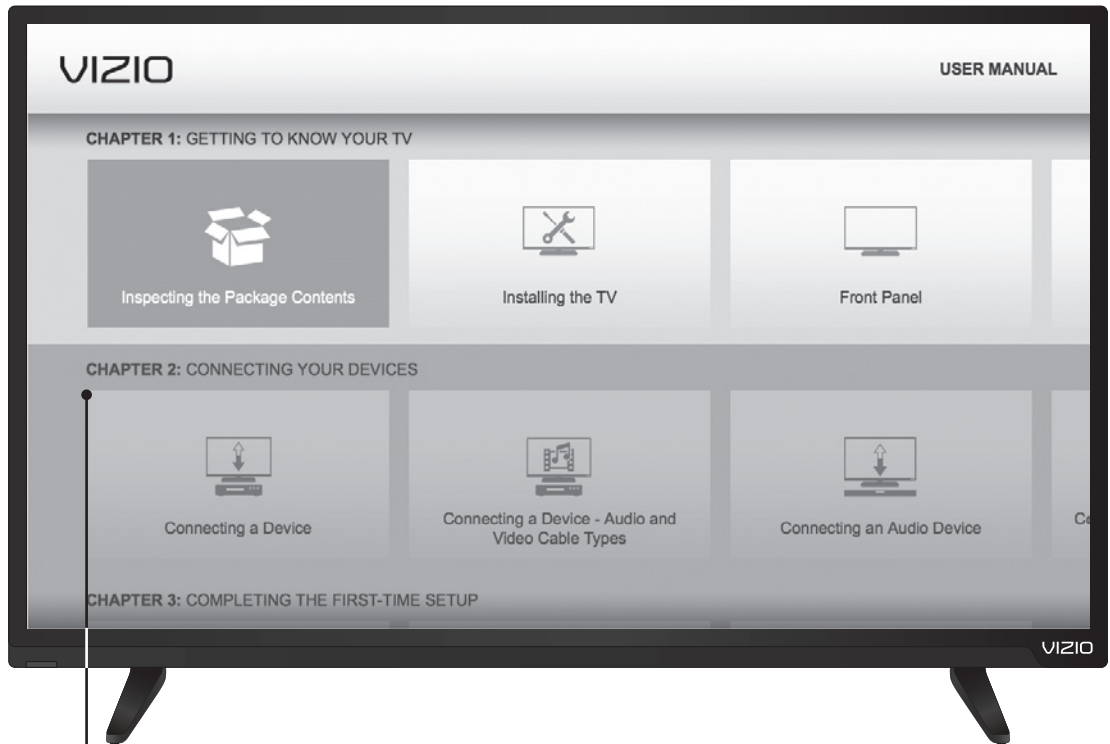 VIZIO
USER MANUAL
CHAPTER 1: GETTING TO KNOW YOUR TV
Inspecting the Package Contents
Installing the TV
Front Panel
CHAPTER 2: CONNECTING YOUR DEVICES
Connecting a Device
Connecting a Device - Audio and
Video Cable Types
Connecting an Audio Device
CHAPTER 3: COMPLETING THE FIRST-TIME SETUP
VIZIO